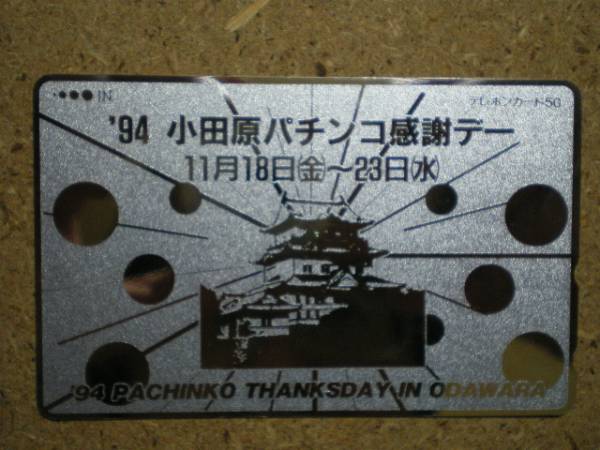 IN
テレホンカード50
'94 小田原パチンコ感謝デー
11月18日㈮〜23日㈬
'94 PACHINKO THANKSDAY IN ODAWARA